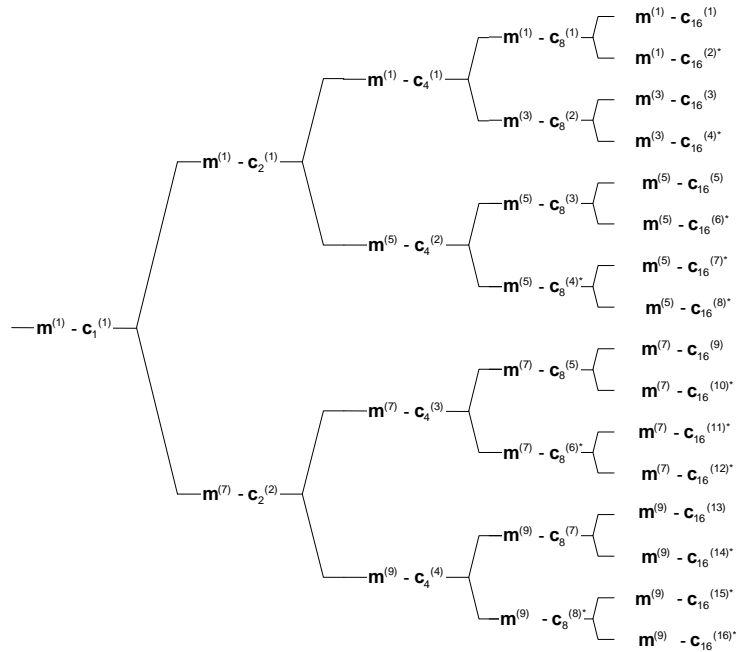 m⁽¹⁾ - c₁⁽¹⁾
m⁽¹⁾ - c₂⁽¹⁾
m⁽⁷⁾ - c₂⁽²⁾
m⁽¹⁾ - c₄⁽¹⁾
m⁽⁵⁾ - c₄⁽²⁾
m⁽⁷⁾ - c₄⁽³⁾
m⁽⁹⁾ - c₄⁽⁴⁾
m⁽¹⁾ - c₈⁽¹⁾
m⁽³⁾ - c₈⁽²⁾
m⁽⁵⁾ - c₈⁽³⁾
m⁽⁵⁾ - c₈⁽⁴⁾*
m⁽⁷⁾ - c₈⁽⁵⁾
m⁽⁷⁾ - c₈⁽⁶⁾*
m⁽⁹⁾ - c₈⁽⁷⁾
m⁽⁹⁾ - c₈⁽⁸⁾*
m⁽¹⁾ - c₁₆⁽¹⁾
m⁽¹⁾ - c₁₆⁽²⁾*
m⁽³⁾ - c₁₆⁽³⁾
m⁽³⁾ - c₁₆⁽⁴⁾*
m⁽⁵⁾ - c₁₆⁽⁵⁾
m⁽⁵⁾ - c₁₆⁽⁶⁾*
m⁽⁵⁾ - c₁₆⁽⁷⁾*
m⁽⁵⁾ - c₁₆⁽⁸⁾*
m⁽⁷⁾ - c₁₆⁽⁹⁾
m⁽⁷⁾ - c₁₆⁽¹⁰⁾*
m⁽⁷⁾ - c₁₆⁽¹¹⁾*
m⁽⁷⁾ - c₁₆⁽¹²⁾*
m⁽⁹⁾ - c₁₆⁽¹³⁾
m⁽⁹⁾ - c₁₆⁽¹⁴⁾*
m⁽⁹⁾ - c₁₆⁽¹⁵⁾*
m⁽⁹⁾ - c₁₆⁽¹⁶⁾*